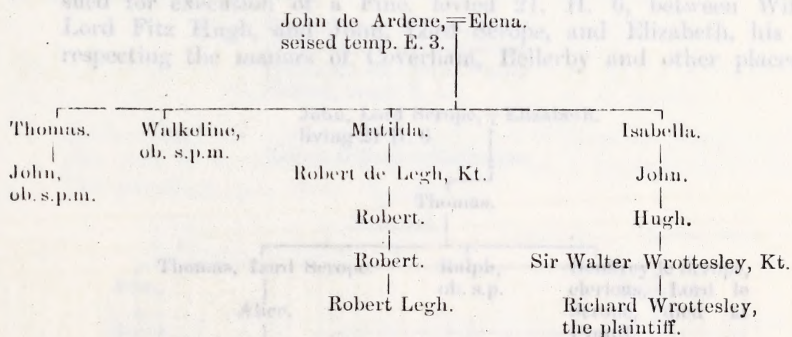 John de Ardene,=Elena.
seised temp. E. 3.
Thomas. Walkeline, Matilda. Isabella.
ob. s.p.m.
John, Robert de Legh, Kt. John.
ob. s.p.m.
Robert. Hugh.
Robert. Sir Walter Wrottesley, Kt.
Robert Legh. Richard Wrottesley,
the plaintiff.